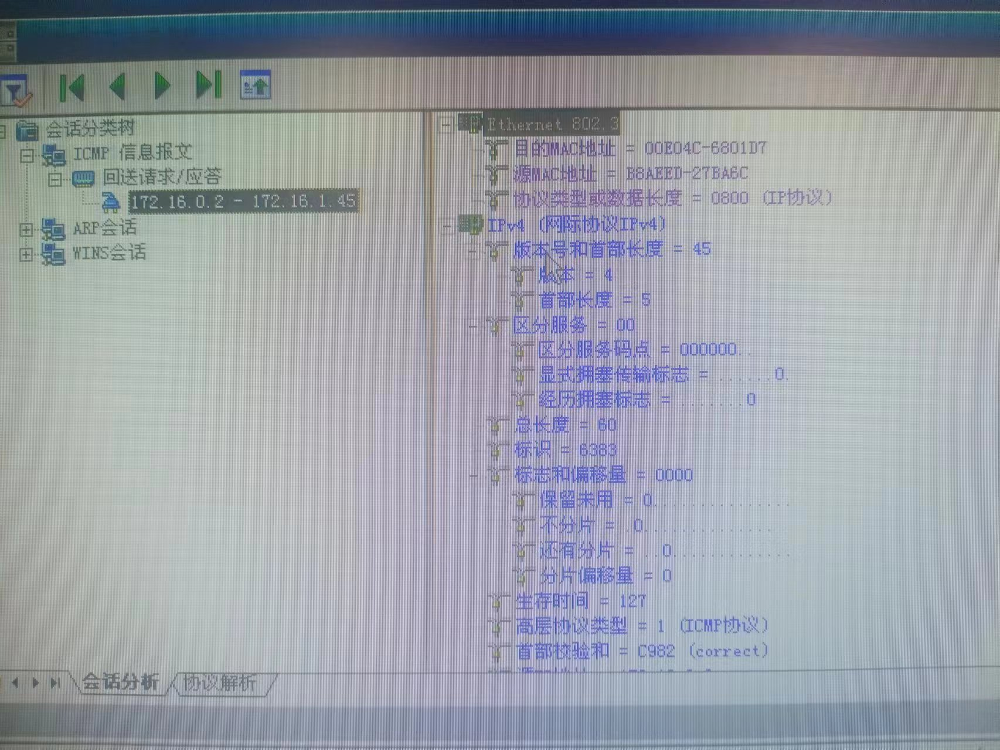 会话分类树
ICMP 信息报文
回送请求/应答
172.16.0.2 - 172.16.1.45
ARP会话
WINS会话
Ethernet 802.3
目的MAC地址 = 00E04C-6801D7
源MAC地址 = B8AEED-27BA6C
协议类型或数据长度 = 0800 (IP协议)
IPv4 (网际协议IPv4)
版本号和首部长度 = 45
版本 = 4
首部长度 = 5
区分服务 = 00
区分服务码点 = 000000..
显式拥塞传输标志 = ......0.
经历拥塞标志 = .......0
总长度 = 60
标识 = 6383
标志和偏移量 = 0000
保留未用 = 0...............
不分片 = .0..............
还有分片 = ..0.............
分片偏移量 = 0
生存时间 = 127
高层协议类型 = 1 (ICMP协议)
首部校验和 = C982 (correct)
会话分析
协议解析